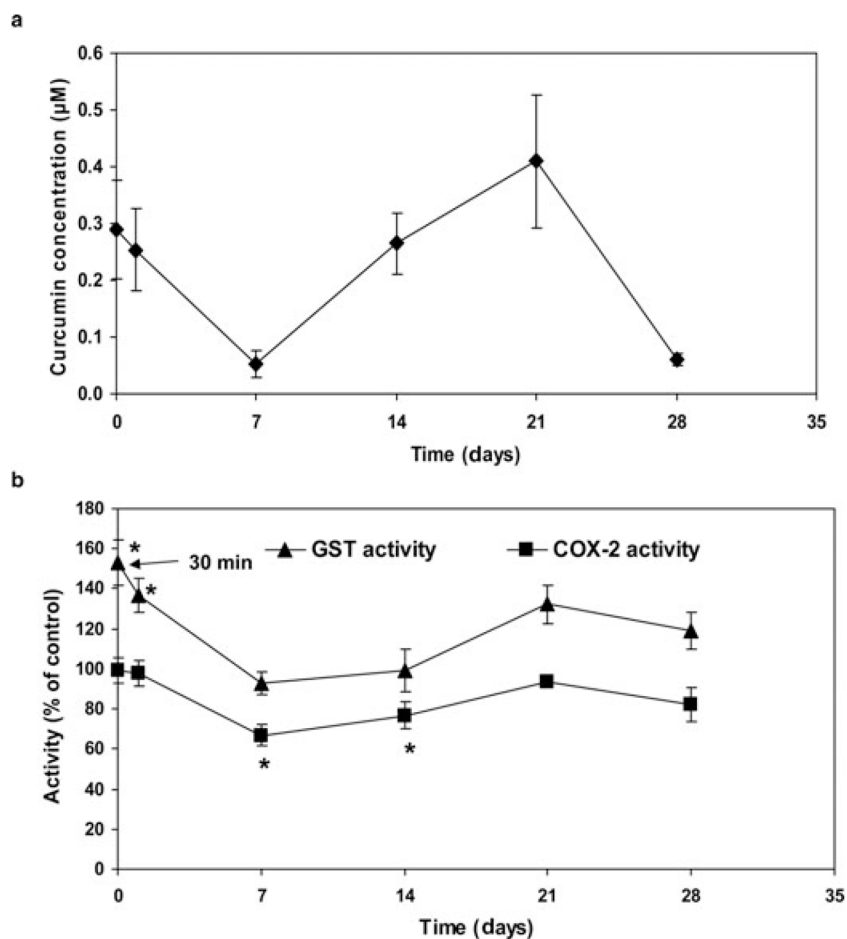 a
0.6
0.5
0.4
0.3
0.2
0.1
0.0
Curcumin concentration (µM)
0 7 14 21 28 35
Time (days)
b
180
160
140
120
100
80
60
40
20
0
Activity (% of control)
* 30 min
*
GST activity COX-2 activity
* *
0 7 14 21 28 35
Time (days)